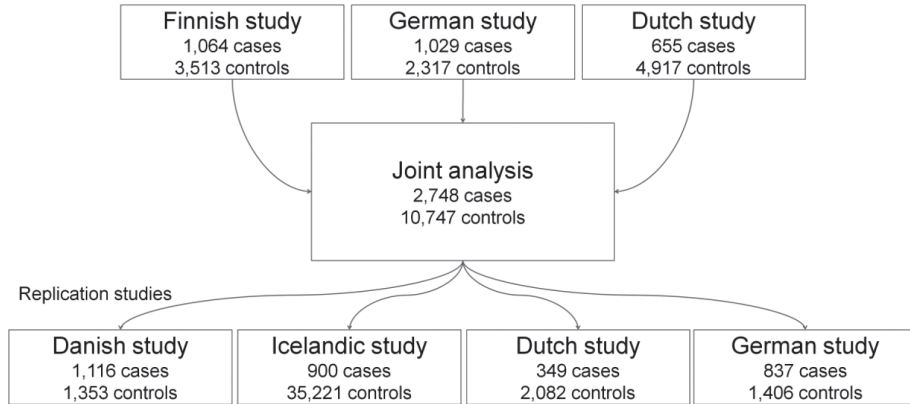 Finnish study
1,064 cases
3,513 controls
German study
1,029 cases
2,317 controls
Dutch study
655 cases
4,917 controls
Joint analysis
2,748 cases
10,747 controls
Replication studies
Danish study
1,116 cases
1,353 controls
Icelandic study
900 cases
35,221 controls
Dutch study
349 cases
2,082 controls
German study
837 cases
1,406 controls